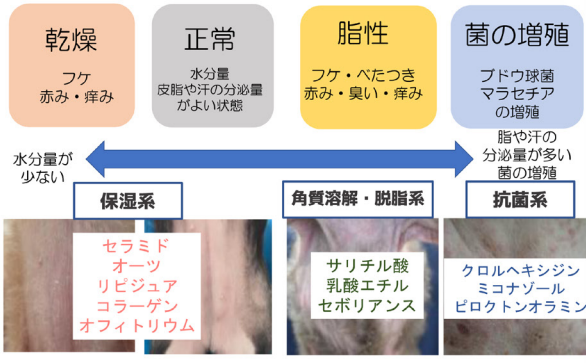 乾燥
フケ
赤み・痒み
正常
水分量
皮脂や汗の分泌量
がよい状態
脂性
フケ・べたつき
赤み・臭い・痒み
菌の増殖
ブドウ球菌
マラセチア
の増殖
水分量が
少ない
脂や汗の
分泌量が多い
菌の増殖
保湿系
セラミド
オーツ
リピジュア
コラーゲン
オフィトリウム
角質溶解・脱脂系
サリチル酸
乳酸エチル
セボリアンス
抗菌系
クロルヘキシジン
ミコナゾール
ピロクトンオラミン